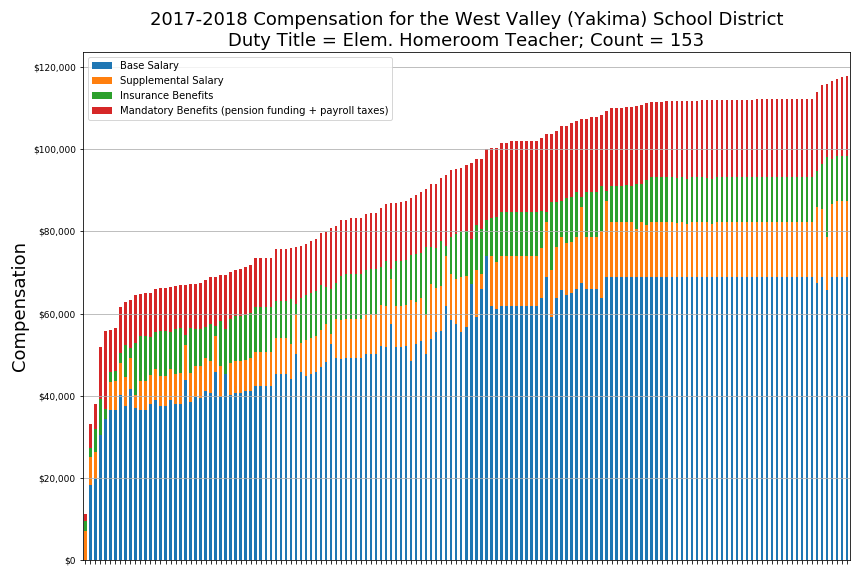 2017-2018 Compensation for the West Valley (Yakima) School District
Duty Title = Elem. Homeroom Teacher; Count = 153
Base Salary
Supplemental Salary
Insurance Benefits
Mandatory Benefits (pension funding + payroll taxes)
Compensation
$120,000
$100,000
$80,000
$60,000
$40,000
$20,000
$0